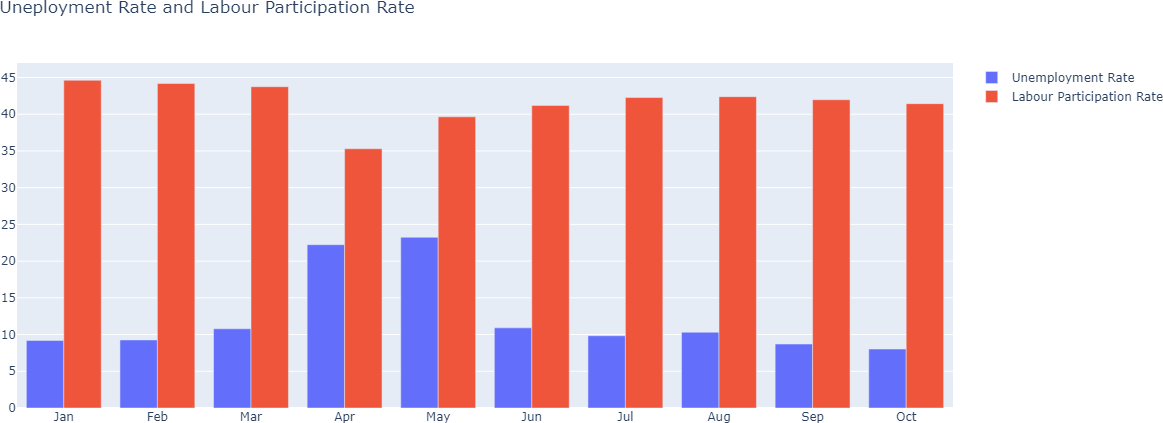 Uneployment Rate and Labour Participation Rate
Unemployment Rate
Labour Participation Rate
45
40
35
30
25
20
15
10
5
0
Jan Feb Mar Apr May Jun Jul Aug Sep Oct